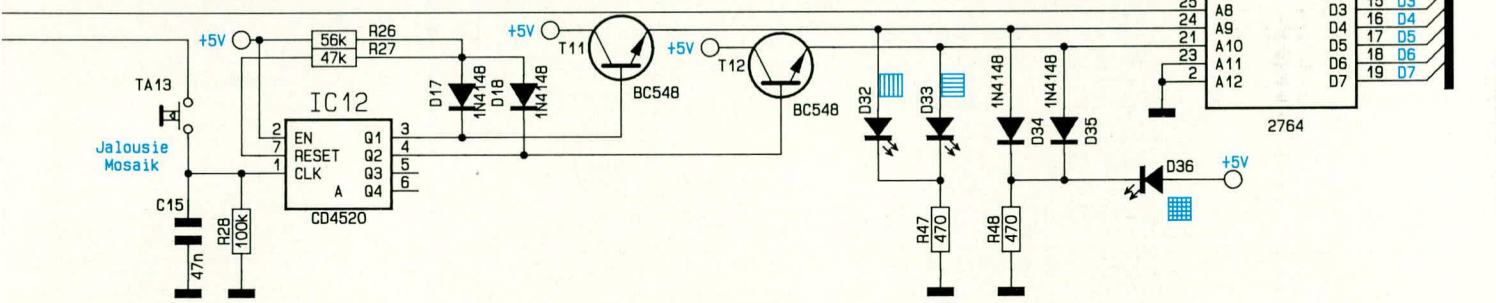 25 A8 D3 15 D3
24 A9 D4 16 D4
21 A10 D5 17 D5
23 A11 D6 18 D6
2 A12 D7 19 D7
2764
+5V
56k R26
47k R27
+5V
T11
BC548
+5V
T12
BC548
TA13
Jalousie
Mosaik
IC12
D17 1N4148
D18 1N4148
2 EN Q1 3
7 RESET Q2 4
1 CLK Q3 5
A Q4 6
CD4520
C15
47n
R28
100k
D32
D33
1N4148 D34
1N4148 D35
D36
+5V
R47 470
R48 470